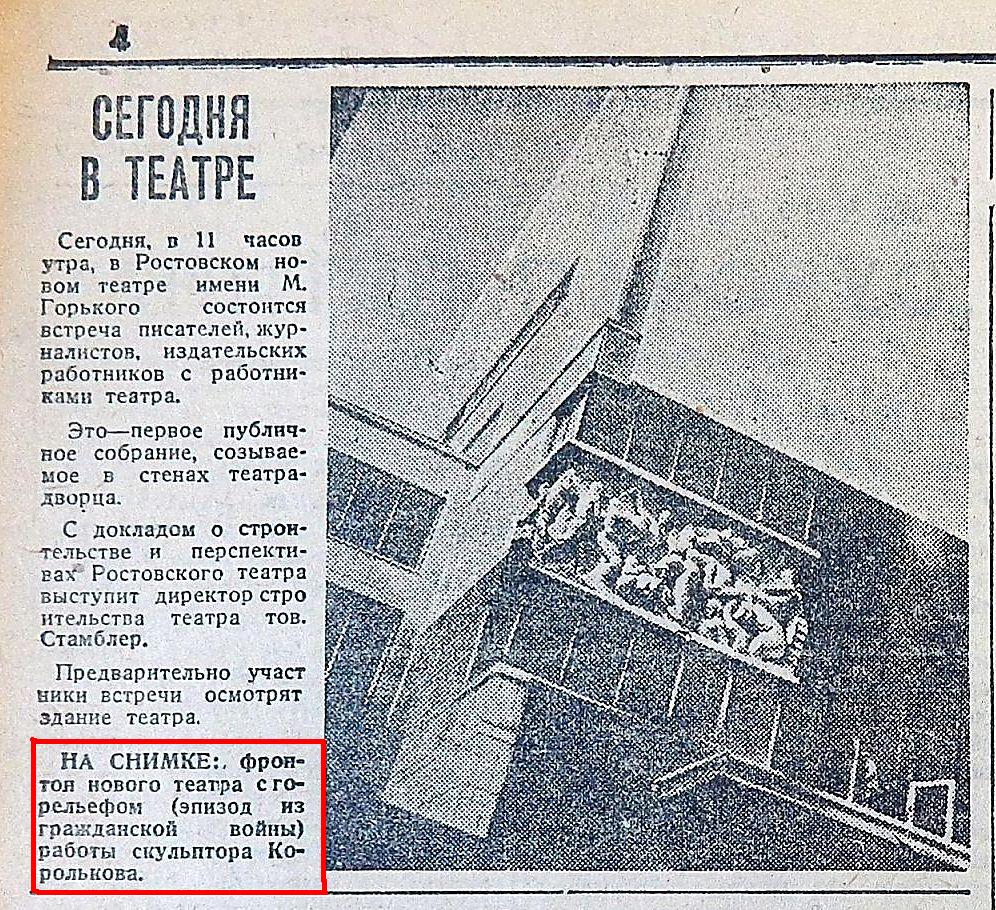 4
СЕГОДНЯ
В ТЕАТРЕ
Сегодня, в 11 часов
утра, в Ростовском но-
вом театре имени М.
Горького состоится
встреча писателей, жур-
налистов, издательских
работников с работни-
ками театра.
Это—первое публич-
ное собрание, созывае-
мое в стенах театра-
дворца.
С докладом о строи-
тельстве и перспекти-
вах Ростовского театра
выступит директор стро
ительства театра тов.
Стамблер.
Предварительно участ
ники встречи осмотрят
здание театра.
НА СНИМКЕ:, фрон-
тон нового театра с го-
рельефом (эпизод из
гражданской войны)
работы скульптора Ко-
ролькова.